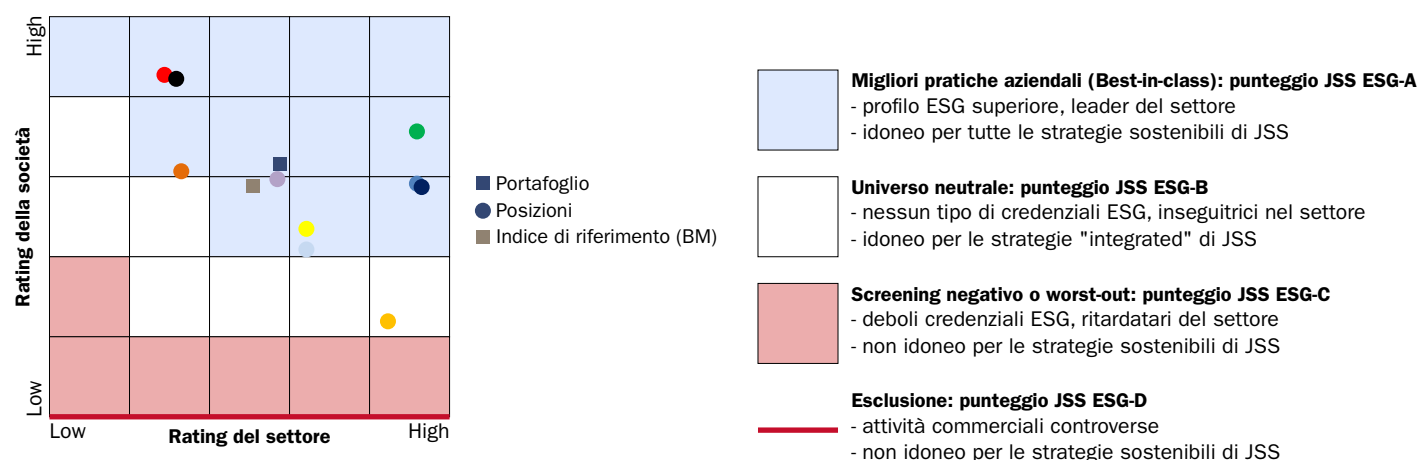 High
Rating della società
Low
Low
Rating del settore
High
Portafoglio
Posizioni
Indice di riferimento (BM)
Migliori pratiche aziendali (Best-in-class): punteggio JSS ESG-A
- profilo ESG superiore, leader del settore
- idoneo per tutte le strategie sostenibili di JSS
Universo neutrale: punteggio JSS ESG-B
- nessun tipo di credenziali ESG, inseguitrici nel settore
- idoneo per le strategie "integrated" di JSS
Screening negativo o worst-out: punteggio JSS ESG-C
- deboli credenziali ESG, ritardatari del settore
- non idoneo per le strategie sostenibili di JSS
Esclusione: punteggio JSS ESG-D
- attività commerciali controverse
- non idoneo per le strategie sostenibili di JSS